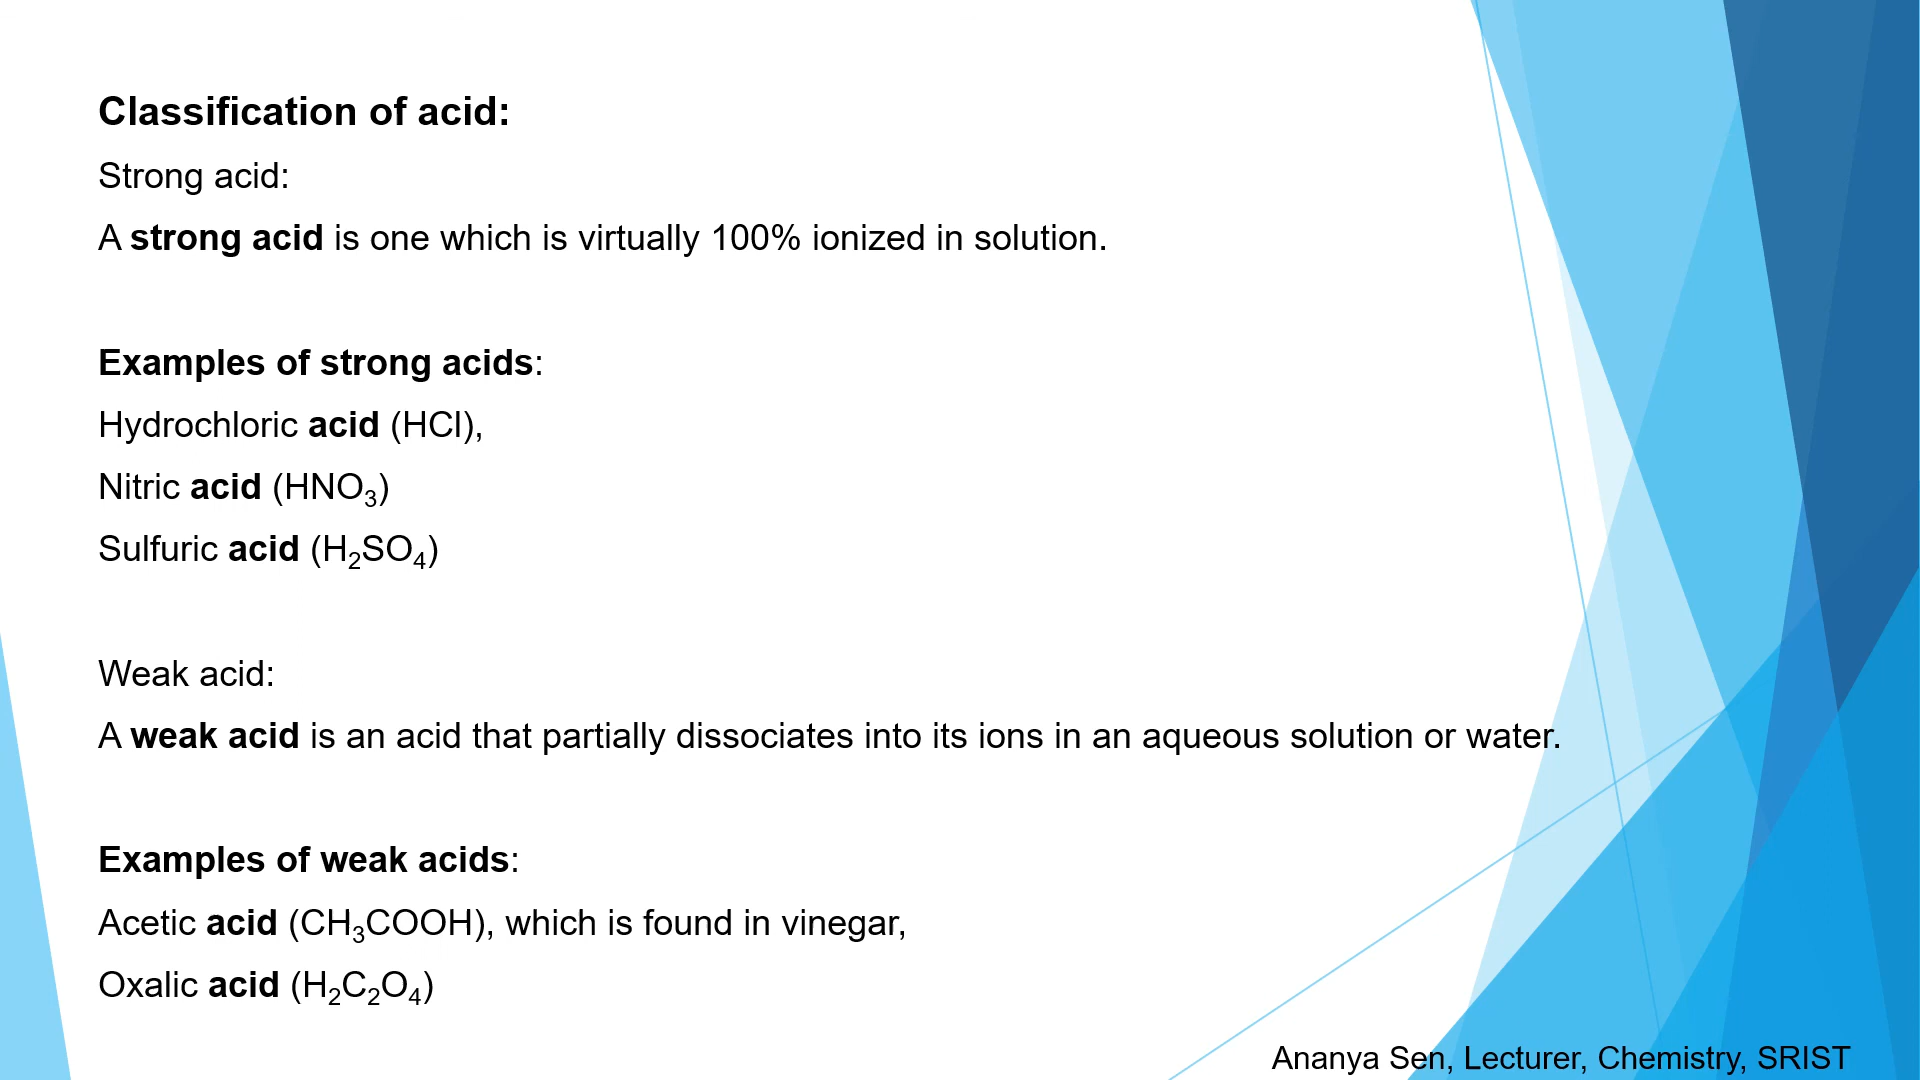 Classification of acid:
Strong acid:
A strong acid is one which is virtually 100% ionized in solution.
Examples of strong acids:
Hydrochloric acid (HCl),
Nitric acid (HNO₃)
Sulfuric acid (H₂SO₄)
Weak acid:
A weak acid is an acid that partially dissociates into its ions in an aqueous solution or water.
Examples of weak acids:
Acetic acid (CH₃COOH), which is found in vinegar,
Oxalic acid (H₂C₂O₄)
Ananya Sen, Lecturer, Chemistry, SRIST